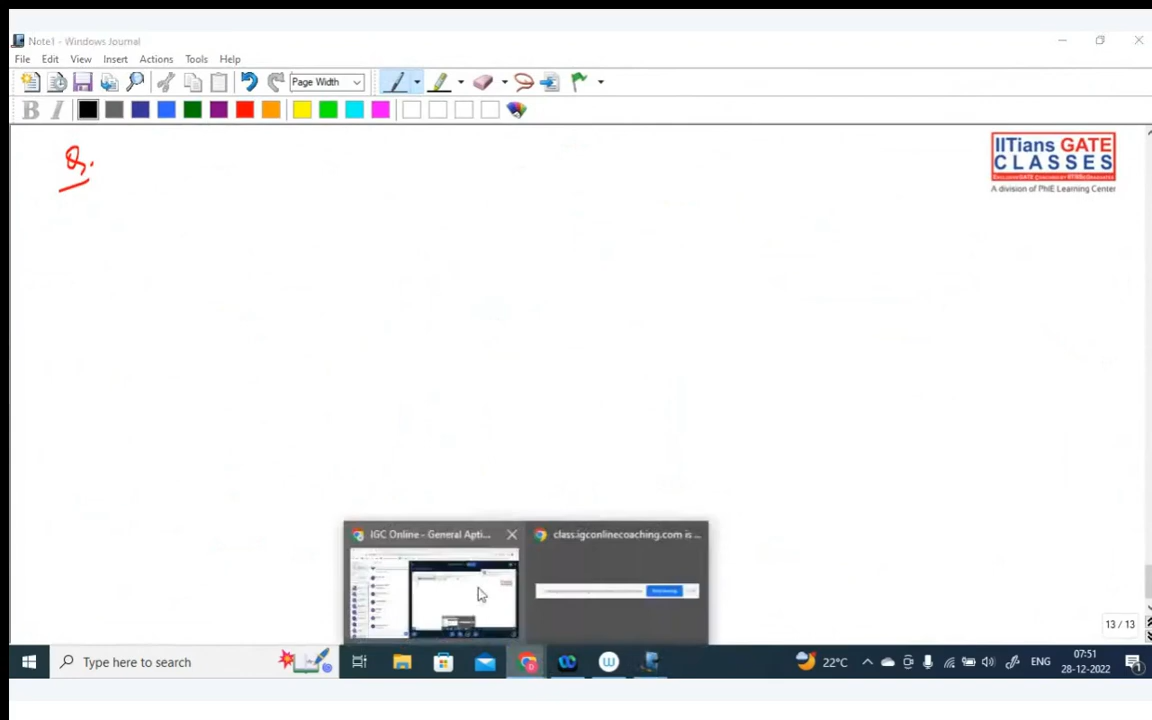 Note1 - Windows Journal
File Edit View Insert Actions Tools Help
Page Width
B I
Q.
IITians GATE
CLASSES
A division of PhIE Learning Center
IGC Online - General Apti...
class.igconlinecoaching.com is ...
13 / 13
Type here to search
22°C
ENG
07:51
28-12-2022
1